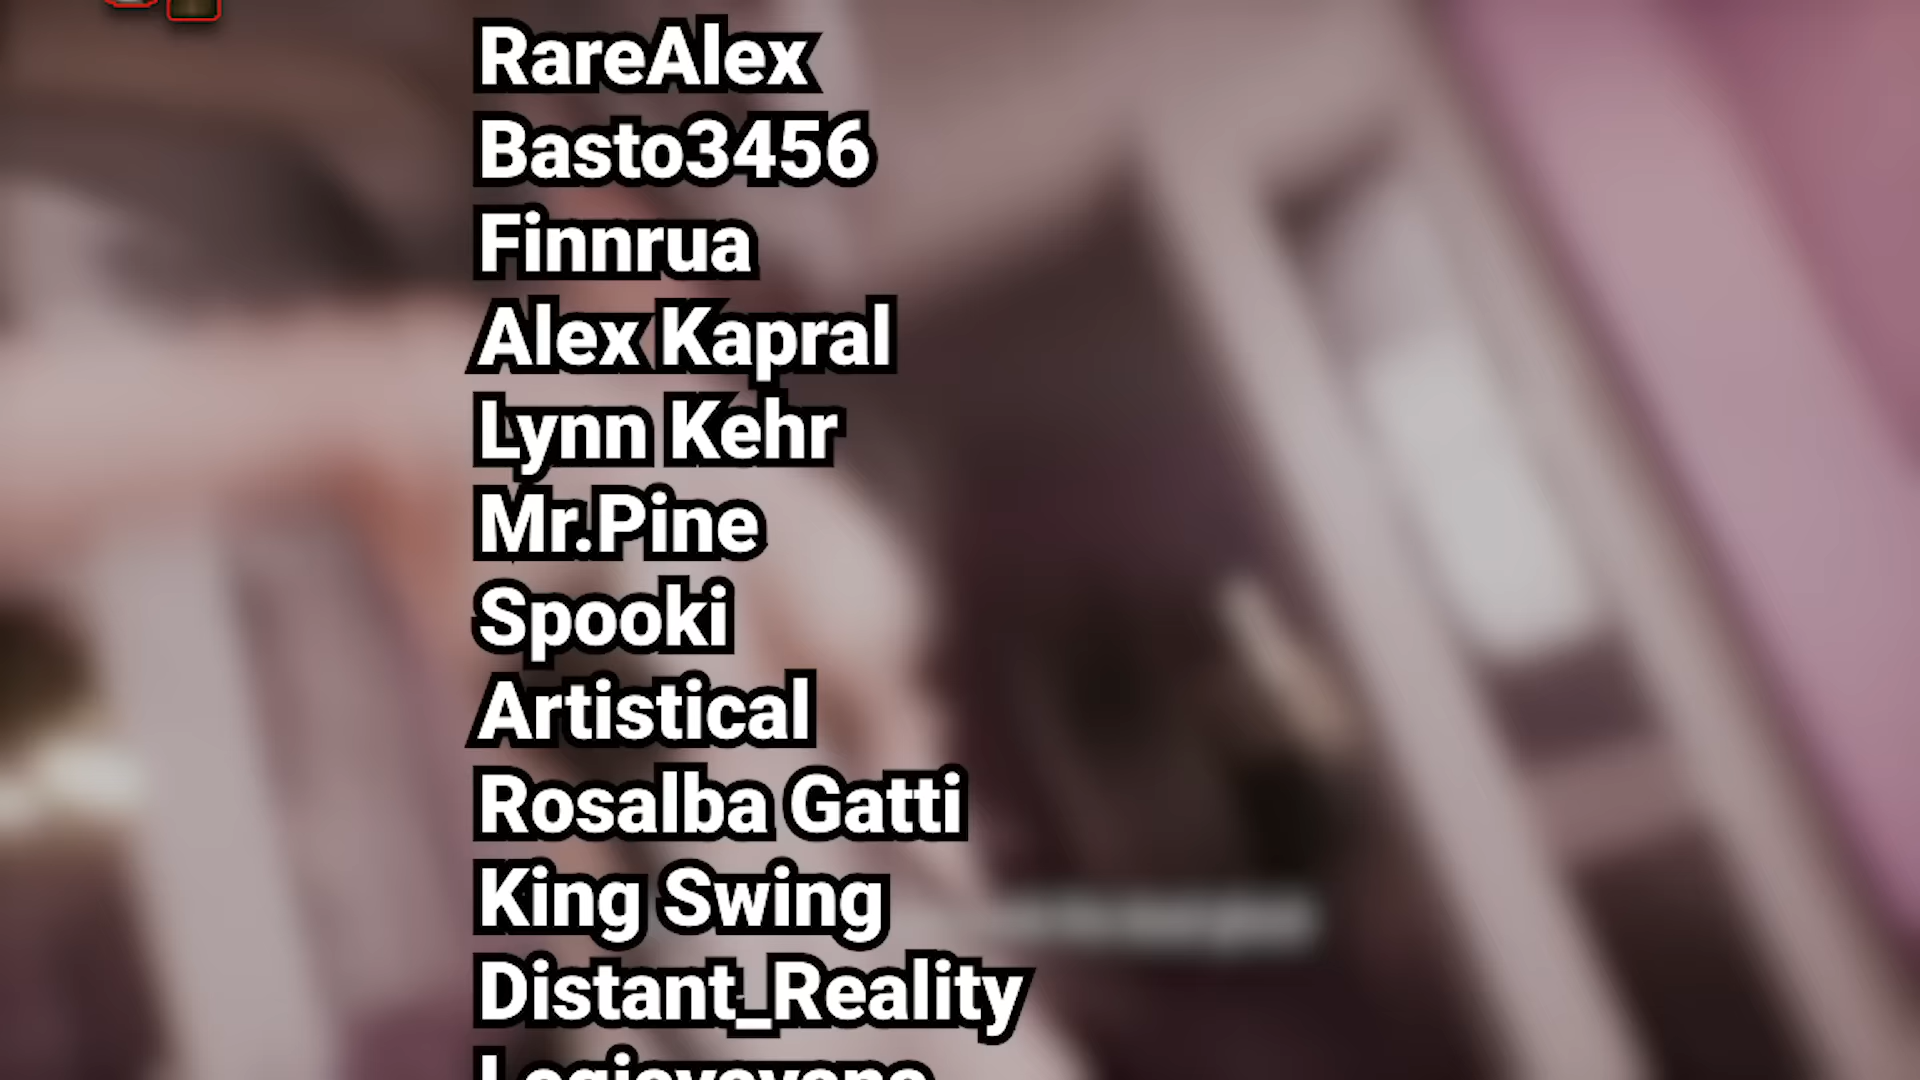 RareAlex
Basto3456
Finnrua
Alex Kapral
Lynn Kehr
Mr.Pine
Spooki
Artistical
Rosalba Gatti
King Swing
Distant_Reality